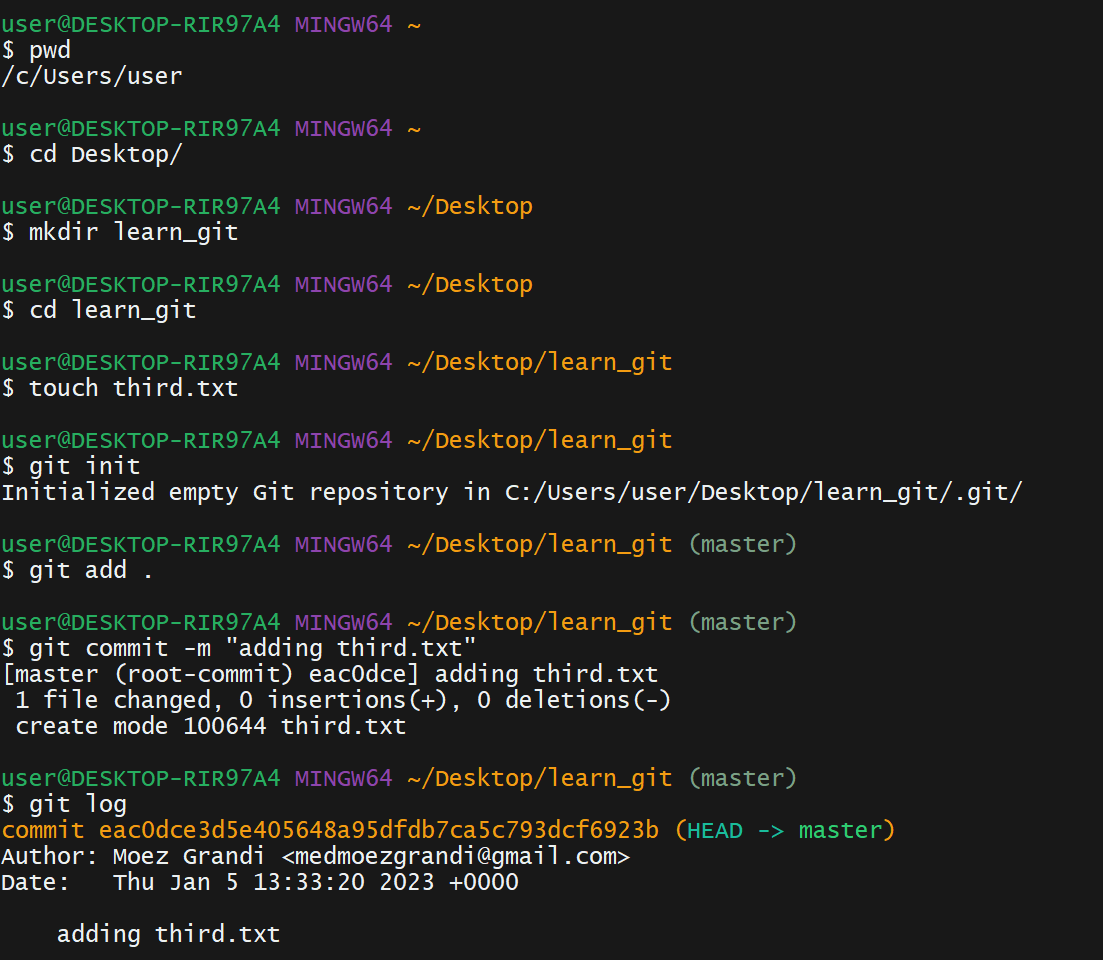 user@DESKTOP-RIR97A4 MINGW64 ~
$ pwd
/c/Users/user
user@DESKTOP-RIR97A4 MINGW64 ~
$ cd Desktop/
user@DESKTOP-RIR97A4 MINGW64 ~/Desktop
$ mkdir learn_git
user@DESKTOP-RIR97A4 MINGW64 ~/Desktop
$ cd learn_git
user@DESKTOP-RIR97A4 MINGW64 ~/Desktop/learn_git
$ touch third.txt
user@DESKTOP-RIR97A4 MINGW64 ~/Desktop/learn_git
$ git init
Initialized empty Git repository in C:/Users/user/Desktop/learn_git/.git/
user@DESKTOP-RIR97A4 MINGW64 ~/Desktop/learn_git (master)
$ git add .
user@DESKTOP-RIR97A4 MINGW64 ~/Desktop/learn_git (master)
$ git commit -m "adding third.txt"
[master (root-commit) eac0dce] adding third.txt
 1 file changed, 0 insertions(+), 0 deletions(-)
 create mode 100644 third.txt
user@DESKTOP-RIR97A4 MINGW64 ~/Desktop/learn_git (master)
$ git log
commit eac0dce3d5e405648a95dfdb7ca5c793dcf6923b (HEAD -> master)
Author: Moez Grandi <medmoezgrandi@gmail.com>
Date:   Thu Jan 5 13:33:20 2023 +0000
    adding third.txt